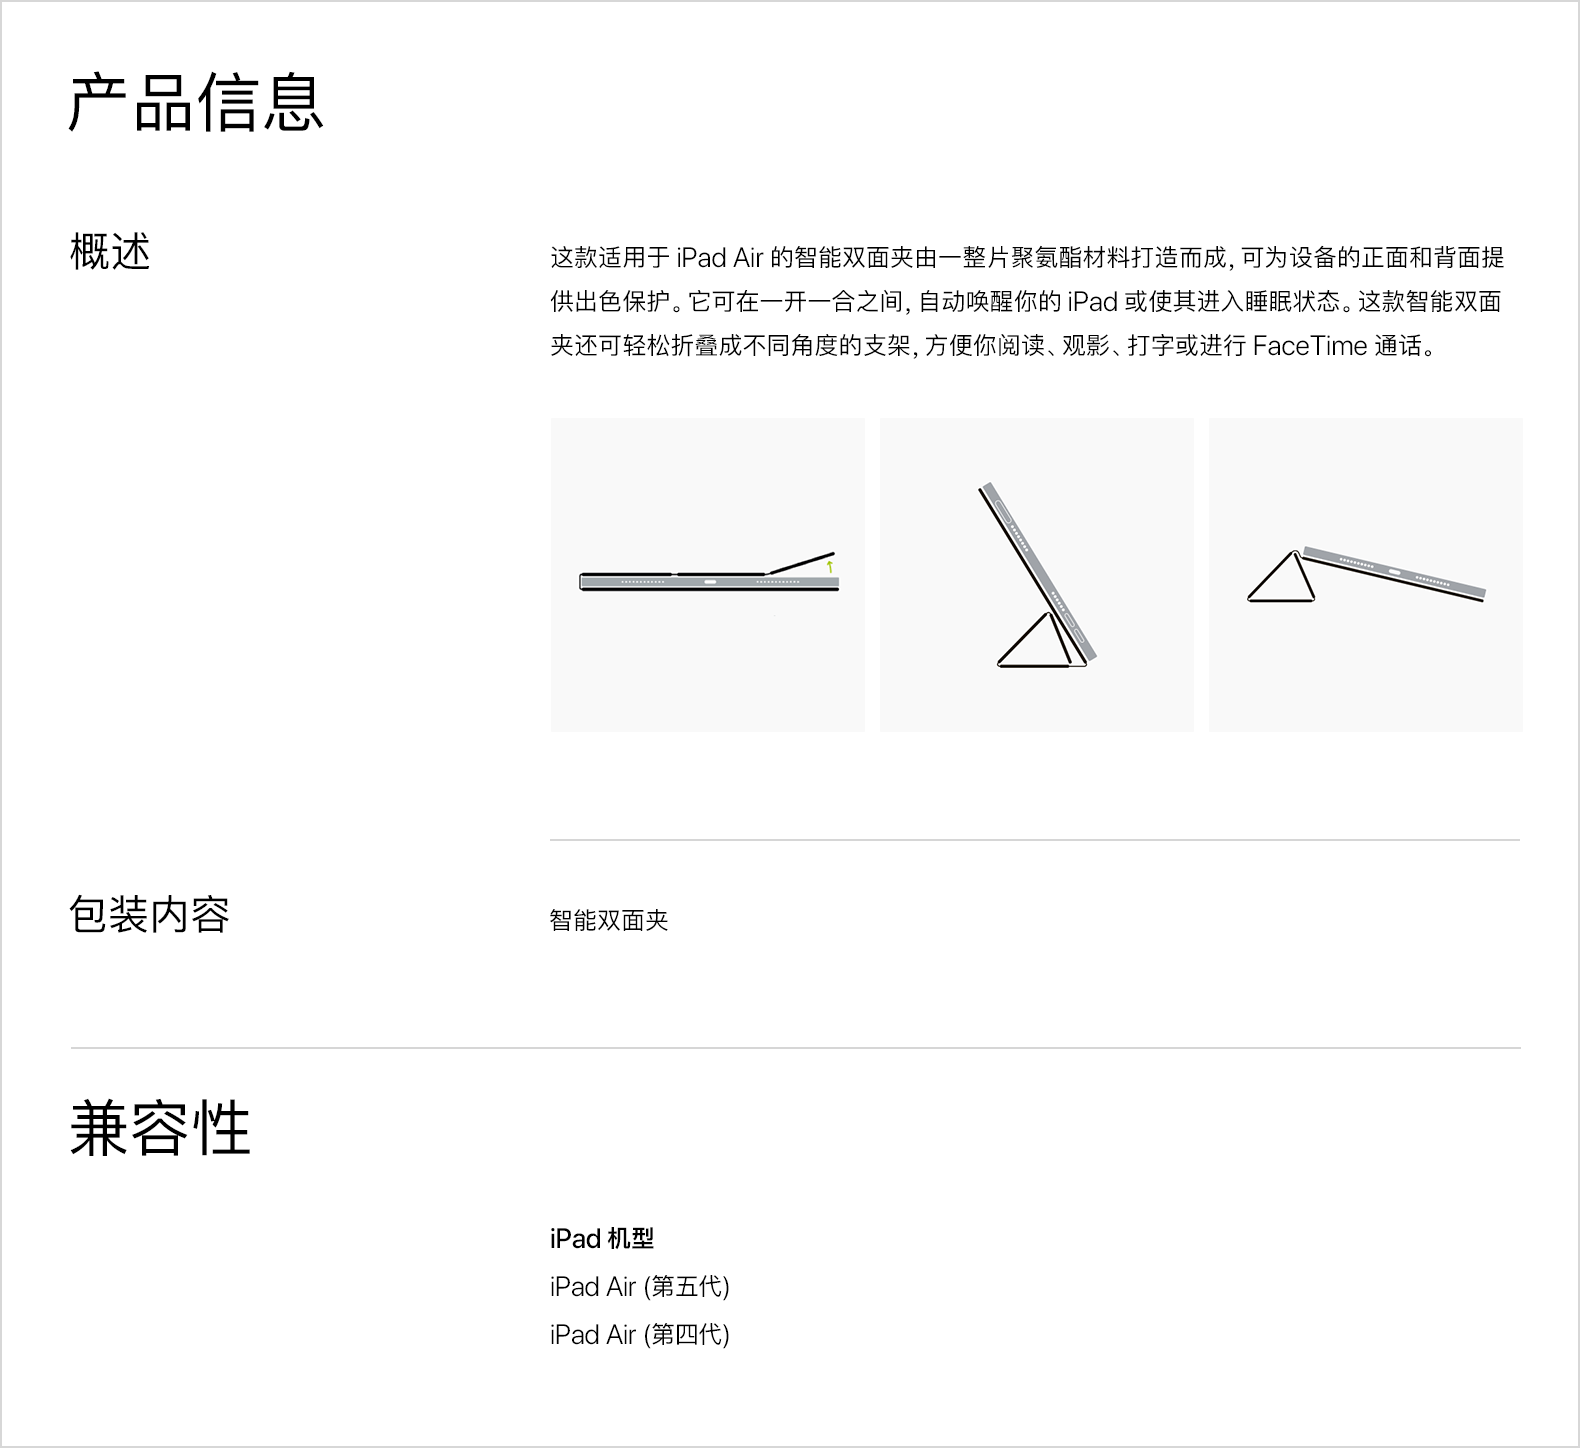 产品信息
概述
这款适用于 iPad Air 的智能双面夹由一整片聚氨酯材料打造而成，可为设备的正面和背面提
供出色保护。它可在一开一合之间，自动唤醒你的 iPad 或使其进入睡眠状态。这款智能双面
夹还可轻松折叠成不同角度的支架，方便你阅读、观影、打字或进行 FaceTime 通话。
包装内容
智能双面夹
兼容性
iPad 机型
iPad Air (第五代)
iPad Air (第四代)